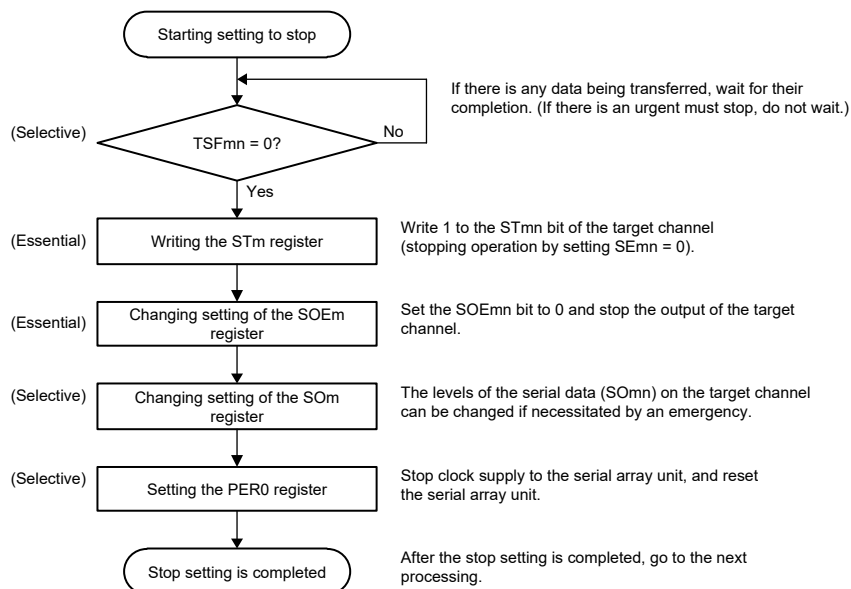 Starting setting to stop
If there is any data being transferred, wait for their
completion. (If there is an urgent must stop, do not wait.)
(Selective)
TSFmn = 0?
No
Yes
(Essential)
Writing the STm register
Write 1 to the STmn bit of the target channel
(stopping operation by setting SEmn = 0).
(Essential)
Changing setting of the SOEm
register
Set the SOEmn bit to 0 and stop the output of the target
channel.
(Selective)
Changing setting of the SOm
register
The levels of the serial data (SOmn) on the target channel
can be changed if necessitated by an emergency.
(Selective)
Setting the PER0 register
Stop clock supply to the serial array unit, and reset
the serial array unit.
Stop setting is completed
After the stop setting is completed, go to the next
processing.